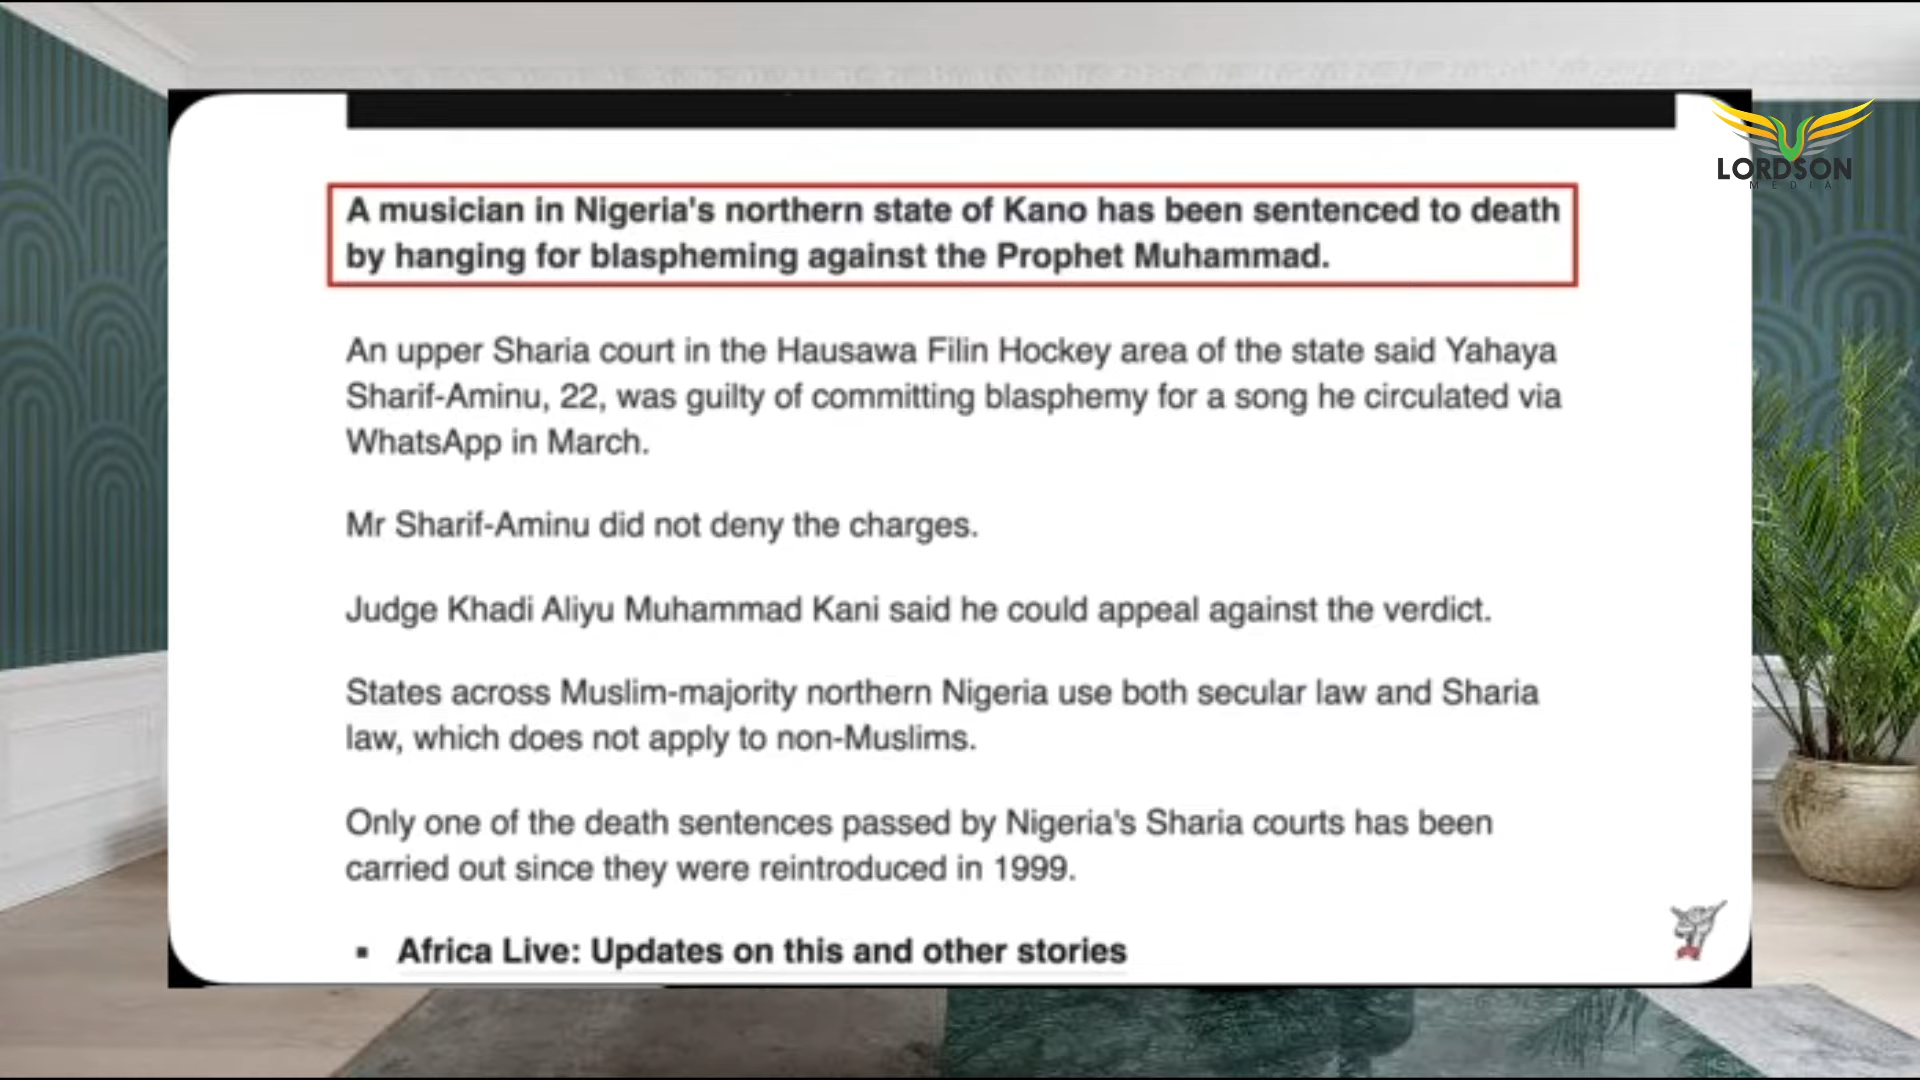 LORDSON
MEDIA
A musician in Nigeria's northern state of Kano has been sentenced to death
by hanging for blaspheming against the Prophet Muhammad.
An upper Sharia court in the Hausawa Filin Hockey area of the state said Yahaya
Sharif-Aminu, 22, was guilty of committing blasphemy for a song he circulated via
WhatsApp in March.
Mr Sharif-Aminu did not deny the charges.
Judge Khadi Aliyu Muhammad Kani said he could appeal against the verdict.
States across Muslim-majority northern Nigeria use both secular law and Sharia
law, which does not apply to non-Muslims.
Only one of the death sentences passed by Nigeria's Sharia courts has been
carried out since they were reintroduced in 1999.
▪ Africa Live: Updates on this and other stories